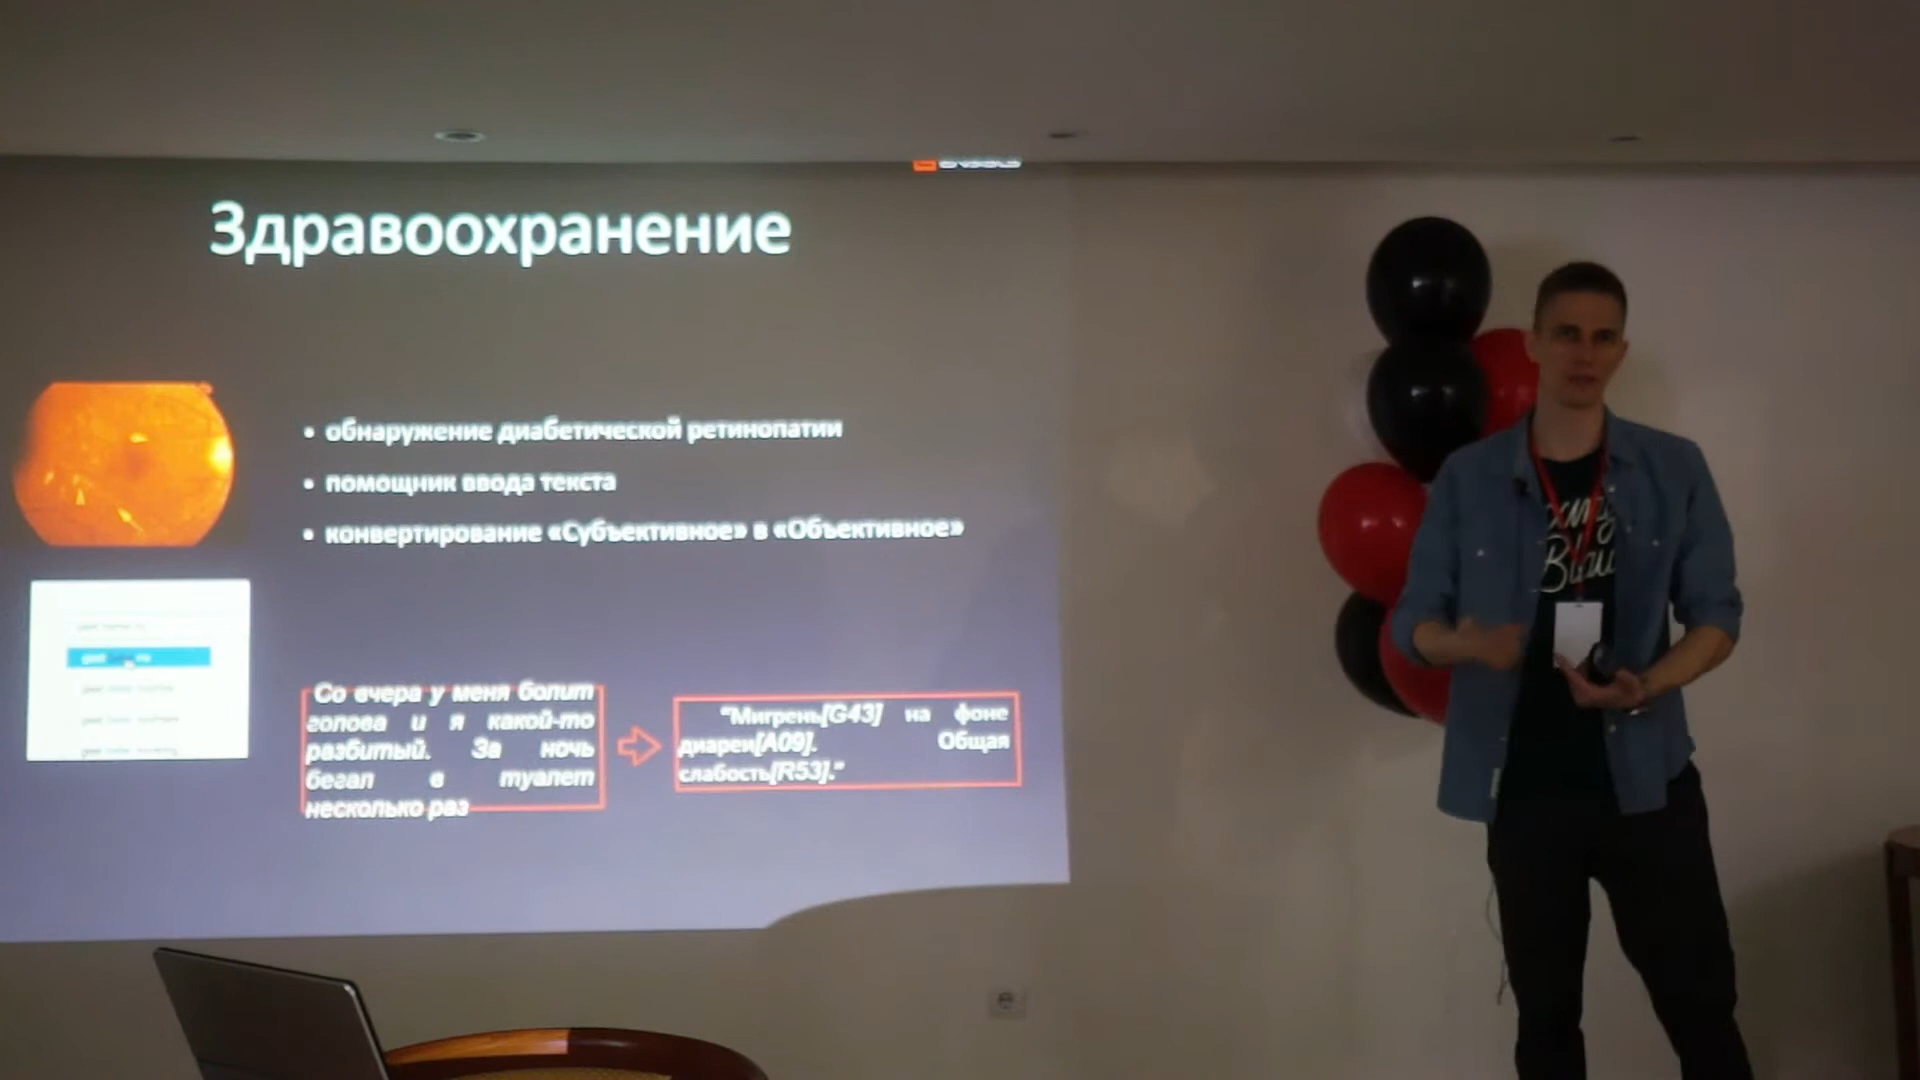 Здравоохранение
• обнаружение диабетической ретинопатии
• помощник ввода текста
• конвертирование «Субъективное» в «Объективное»
Со вчера у меня болит
голова и я какой-то
разбитый. За ночь
бегал в туалет
несколько раз
"Мигрень[G43] на фоне
диареи[A09]. Общая
слабость[R53]."